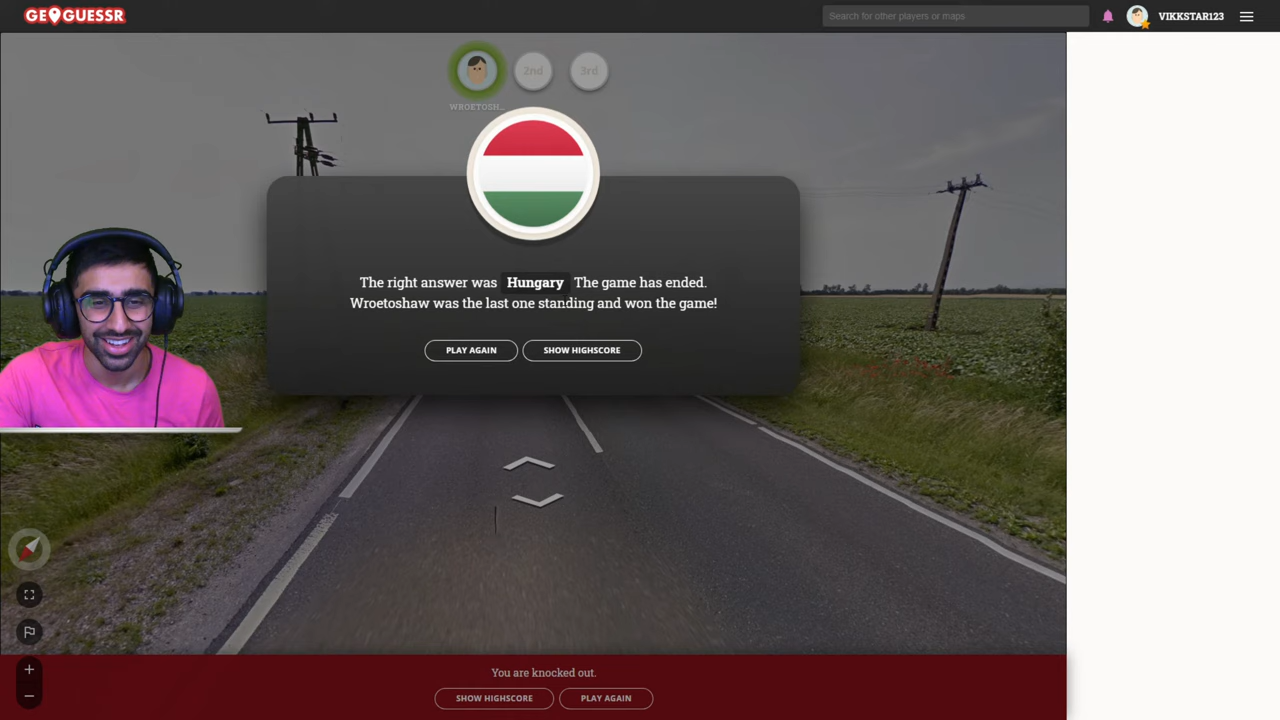 GEOGUESSR
Search for other players or maps
VIKKSTAR123
2nd
3rd
WROETOSH...
The right answer was Hungary The game has ended.
Wroetoshaw was the last one standing and won the game!
PLAY AGAIN
SHOW HIGHSCORE
You are knocked out.
SHOW HIGHSCORE
PLAY AGAIN